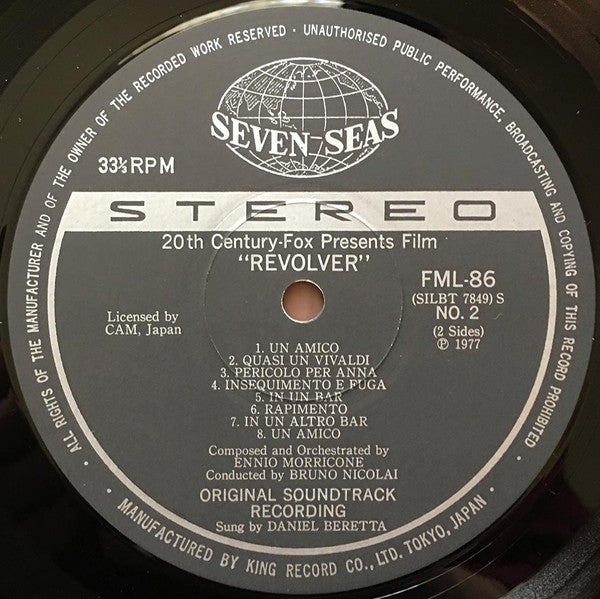 · ALL RIGHTS OF THE MANUFACTURER AND OF THE OWNER OF THE RECORDED WORK RESERVED · UNAUTHORISED PUBLIC PERFORMANCE, BROADCASTING AND COPYING OF THIS RECORD PROHIBITED ·
SEVEN SEAS
33⅓ RPM
STEREO
20th Century-Fox Presents Film
"REVOLVER"
FML-86
(SILBT 7849) S
NO. 2
(2 Sides)
Ⓟ 1977
Licensed by
CAM, Japan
1. UN AMICO
2. QUASI UN VIVALDI
3. PERICOLO PER ANNA
4. INSEQUIMENTO E FUGA
5. IN UN BAR
6. RAPIMENTO
7. IN UN ALTRO BAR
8. UN AMICO
Composed and Orchestrated by
ENNIO MORRICONE
Conducted by BRUNO NICOLAI
ORIGINAL SOUNDTRACK
RECORDING
Sung by DANIEL BERETTA
· MANUFACTURED BY KING RECORD CO., LTD. TOKYO, JAPAN ·